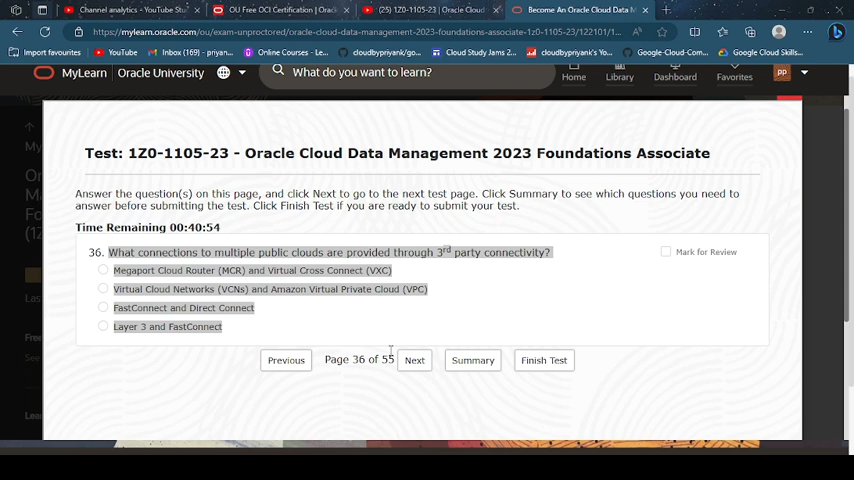 Channel analytics - YouTube Stu
OU Free OCI Certification | Oracle
(25) 1Z0-1105-23 | Oracle Cloud
Become An Oracle Cloud Data M
https://mylearn.oracle.com/ou/exam-unproctored/oracle-cloud-data-management-2023-foundations-associate-1z0-1105-23/122101/1...
Import favourites
YouTube
Inbox (169) - priyan...
Online Courses - Le...
cloudbypriyank/go...
Cloud Study Jams 2...
cloudbypriyank's Yo...
Google-Cloud-Com...
Google Cloud Skills...
MyLearn
Oracle University
What do you want to learn?
Home
Library
Dashboard
Favorites
PP
My
Test: 1Z0-1105-23 - Oracle Cloud Data Management 2023 Foundations Associate
Answer the question(s) on this page, and click Next to go to the next test page. Click Summary to see which questions you need to
answer before submitting the test. Click Finish Test if you are ready to submit your test.
Time Remaining 00:40:54
36. What connections to multiple public clouds are provided through 3rd party connectivity?
Mark for Review
Megaport Cloud Router (MCR) and Virtual Cross Connect (VXC)
Virtual Cloud Networks (VCNs) and Amazon Virtual Private Cloud (VPC)
FastConnect and Direct Connect
Layer 3 and FastConnect
Previous
Page 36 of 55
Next
Summary
Finish Test